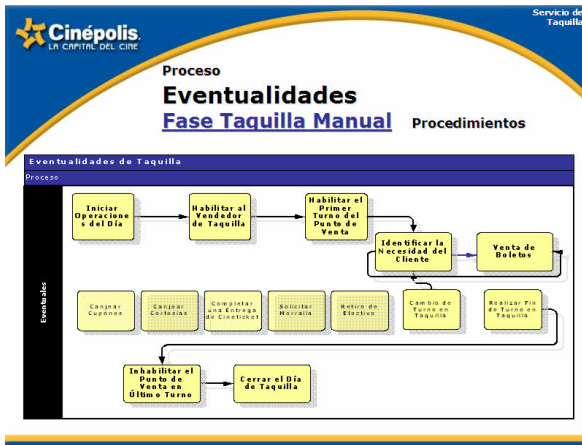 Servicio de
Taquilla
Cinépolis.
LA CAPITAL DEL CINE
Proceso
Eventualidades
Fase Taquilla Manual Procedimientos
Eventualidades de Taquilla
Proceso
Eventuales
Iniciar
Operacione
s del Día
Habilitar al
Vendedor
de Taquilla
Habilitar el
Primer
Turno del
Punto de
Venta
Identificar la
Necesidad del
Cliente
Venta de
Boletos
Canjear
Cupones
Canjear
Cortesías
Completar
una Entrega
de Cineticket
Solicitar
Morralla
Retiro de
Efectivo
Cambio de
Turno en
Taquilla
Realizar Fin
de Turno en
Taquilla
Inhabilitar el
Punto de
Venta en
Último Turno
Cerrar el Día
de Taquilla